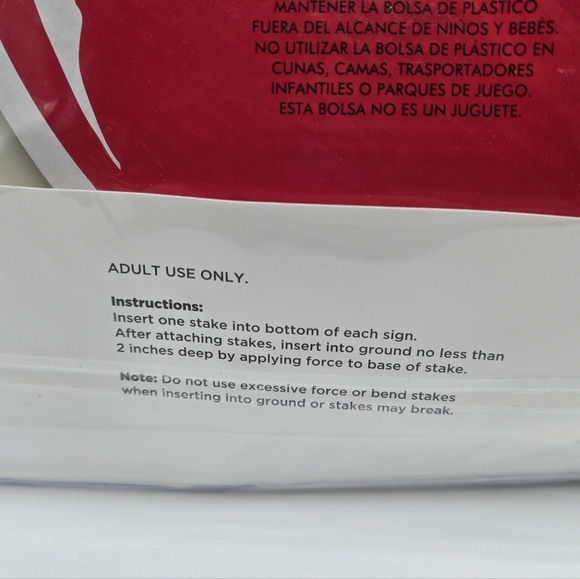 MANTENER LA BOLSA DE PLASTICO
FUERA DEL ALCANCE DE NIÑOS Y BEBÉS.
NO UTILIZAR LA BOLSA DE PLÁSTICO EN
CUNAS, CAMAS, TRASPORTADORES
INFANTILES O PARQUES DE JUEGO.
ESTA BOLSA NO ES UN JUGUETE.
ADULT USE ONLY.
Instructions:
Insert one stake into bottom of each sign.
After attaching stakes, insert into ground no less than
2 inches deep by applying force to base of stake.
Note: Do not use excessive force or bend stakes
when inserting into ground or stakes may break.